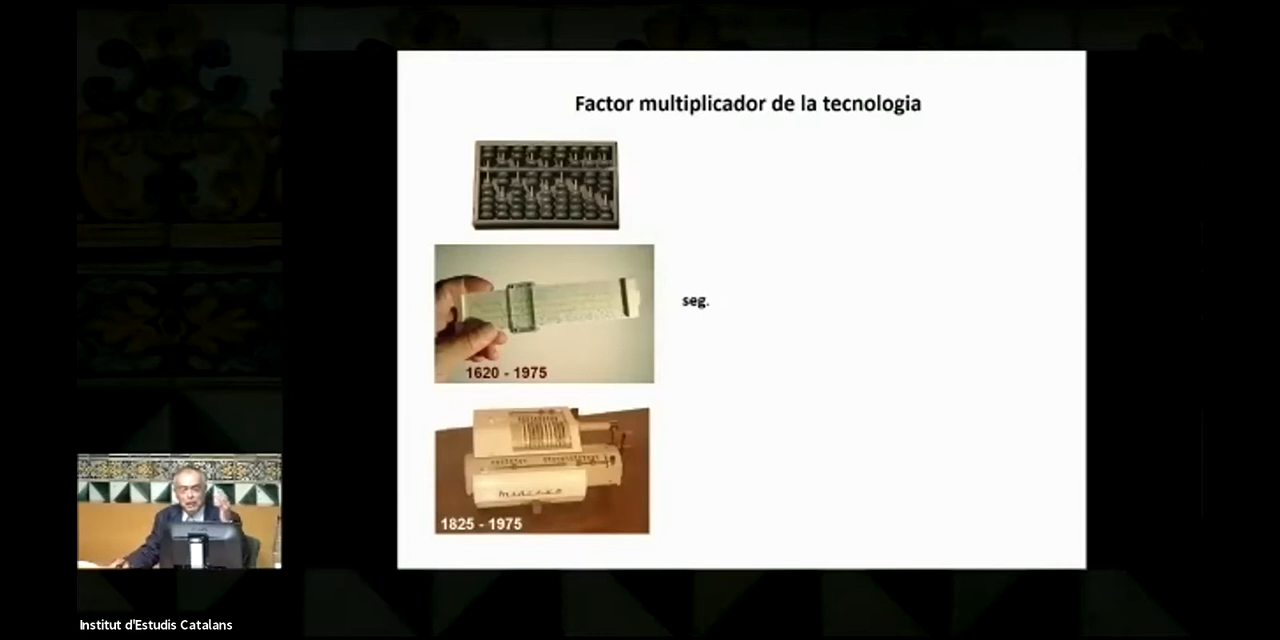 Factor multiplicador de la tecnologia
seg.
1620 - 1975
1825 - 1975
Institut d'Estudis Catalans